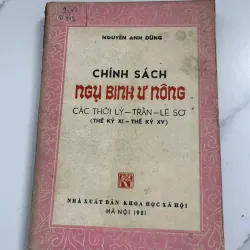 NGUYỄN ANH DŨNG
CHÍNH SÁCH
NGỤ BINH Ư NÔNG
CÁC THỜI LÝ – TRẦN – LÊ SƠ
(THẾ KỶ XI – THẾ KỶ XV)
NHÀ XUẤT BẢN KHOA HỌC XÃ HỘI
HÀ NỘI 1981